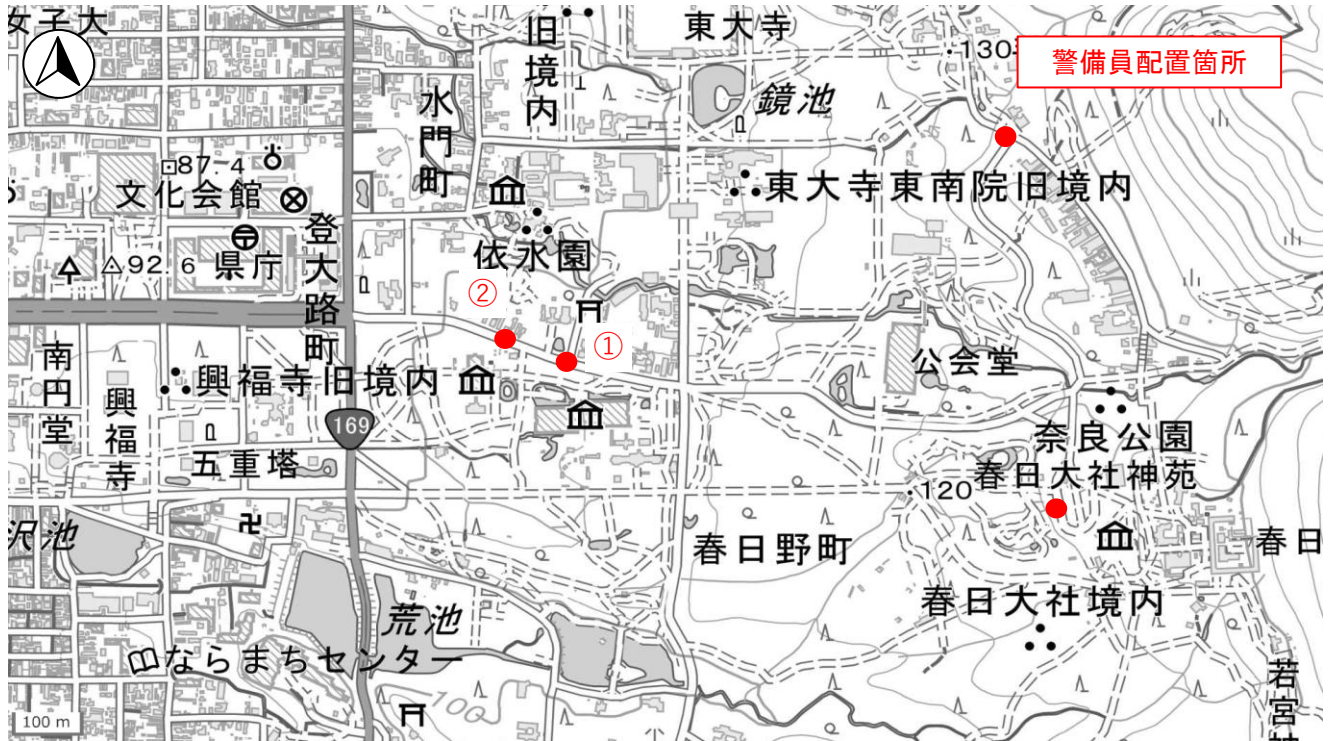 女子大
東大寺
旧境内
・130
警備員配置箇所
水門町
鏡池
87.4
文化会館
東大寺東南院旧境内
登大路町
依水園
92.6
県庁
②
①
南円堂
興福寺
興福寺旧境内
公会堂
169
奈良公園
五重塔
春日大社神苑
・120
沢池
春日野町
春日
春日大社境内
荒池
ならまちセンター
若宮
100
100 m